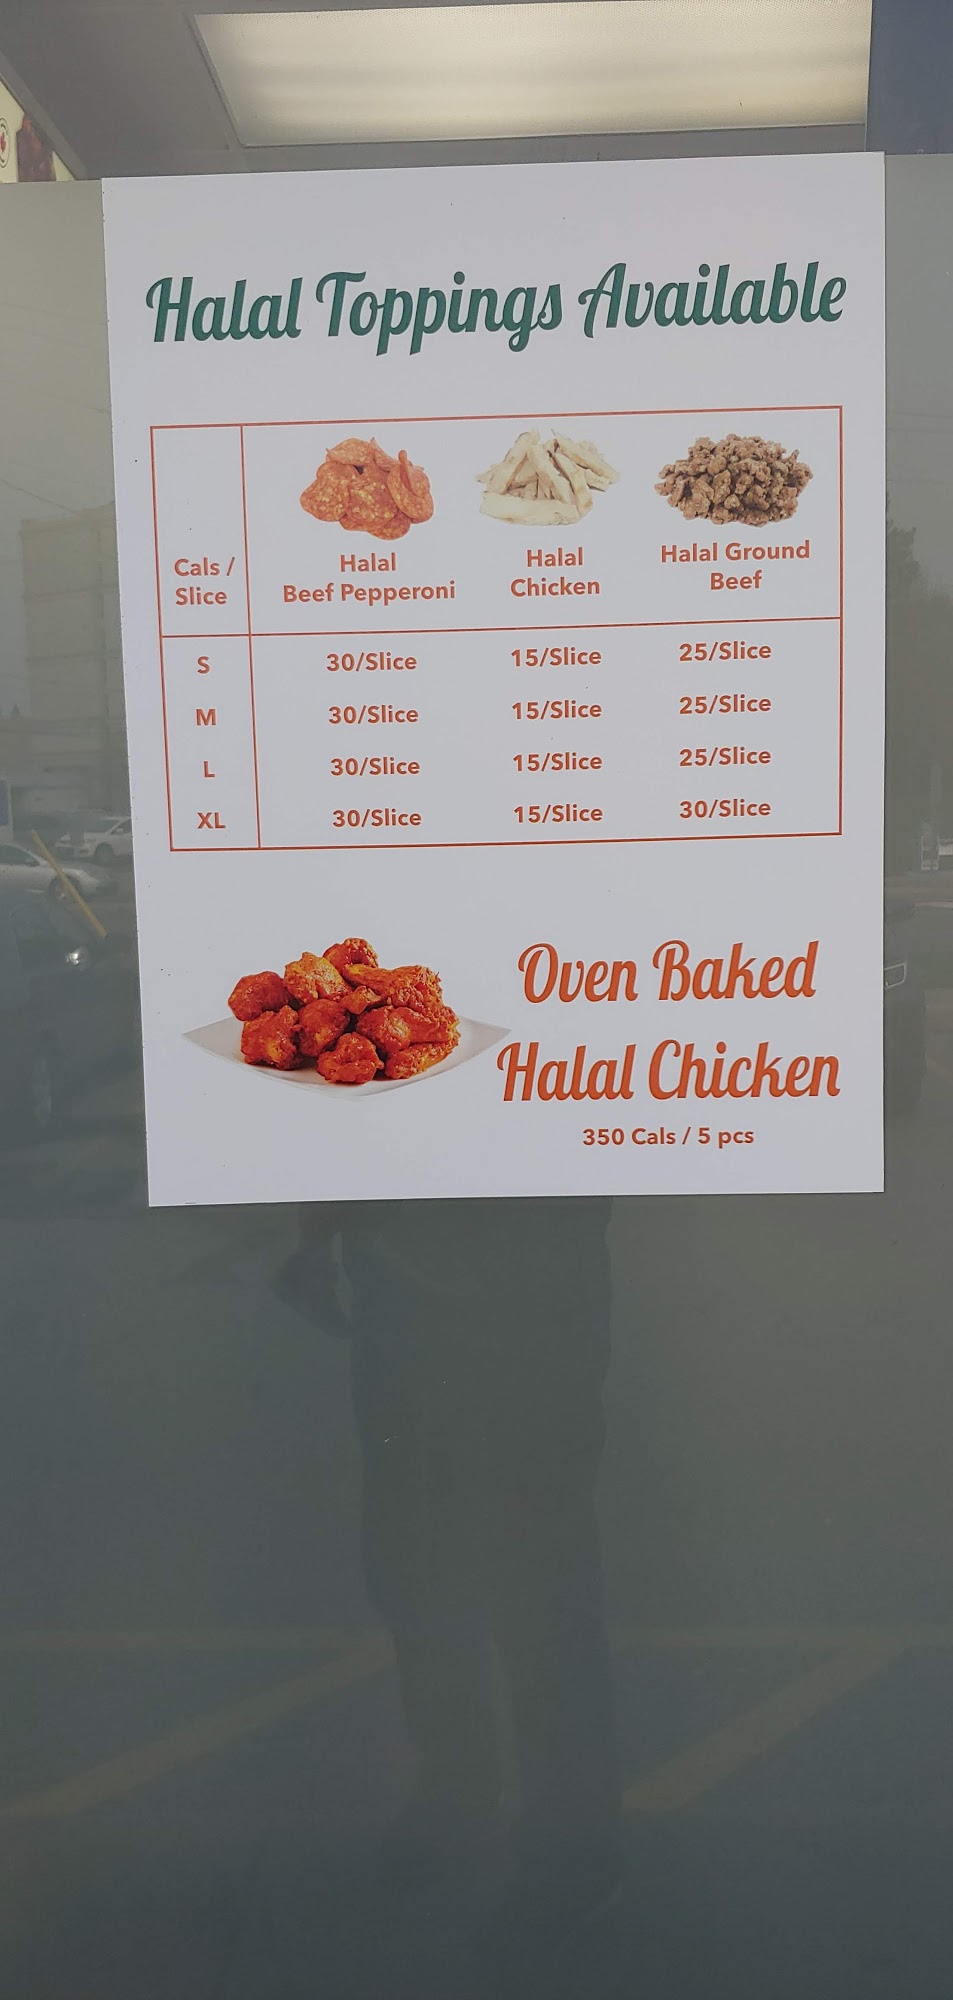 Halal Toppings Available
Cals /
Slice
Halal
Beef Pepperoni
Halal
Chicken
Halal Ground
Beef
S 30/Slice 15/Slice 25/Slice
M 30/Slice 15/Slice 25/Slice
L 30/Slice 15/Slice 25/Slice
XL 30/Slice 15/Slice 30/Slice
Oven Baked
Halal Chicken
350 Cals / 5 pcs